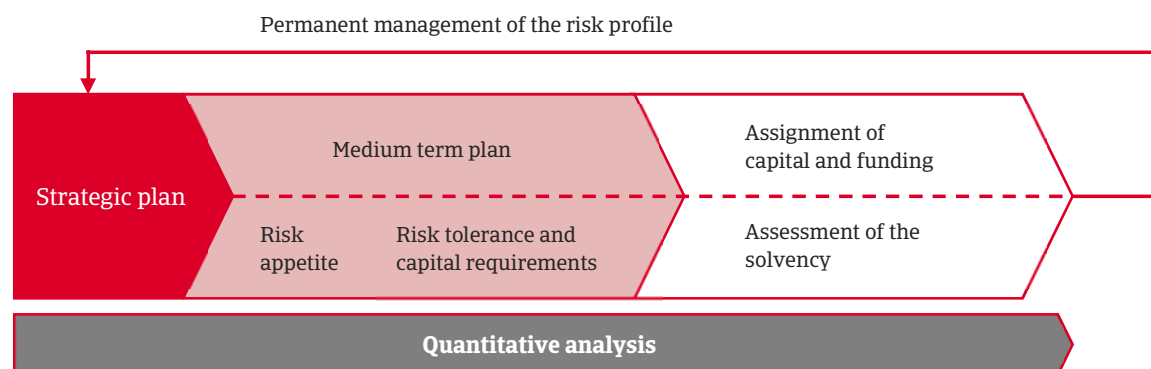 Permanent management of the risk profile
Strategic plan
Medium term plan
Risk
appetite
Risk tolerance and
capital requirements
Assignment of
capital and funding
Assessment of the
solvency
Quantitative analysis